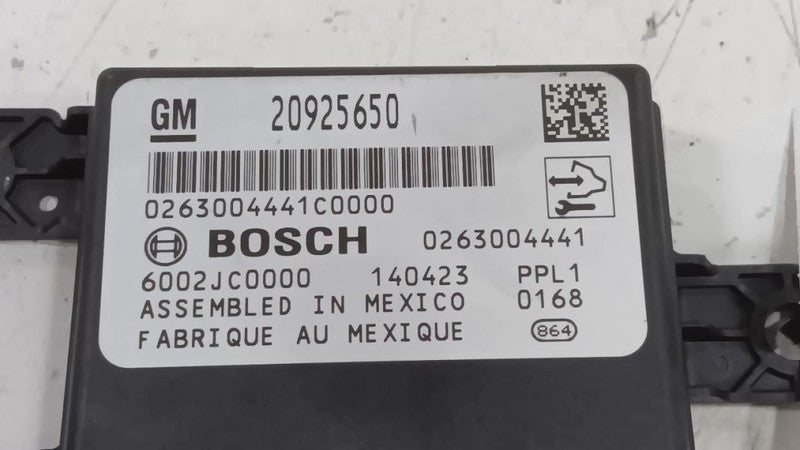 GM 20925650
0263004441C0000
BOSCH 0263004441
6002JC0000 140423 PPL1
ASSEMBLED IN MEXICO 0168
FABRIQUE AU MEXIQUE 864